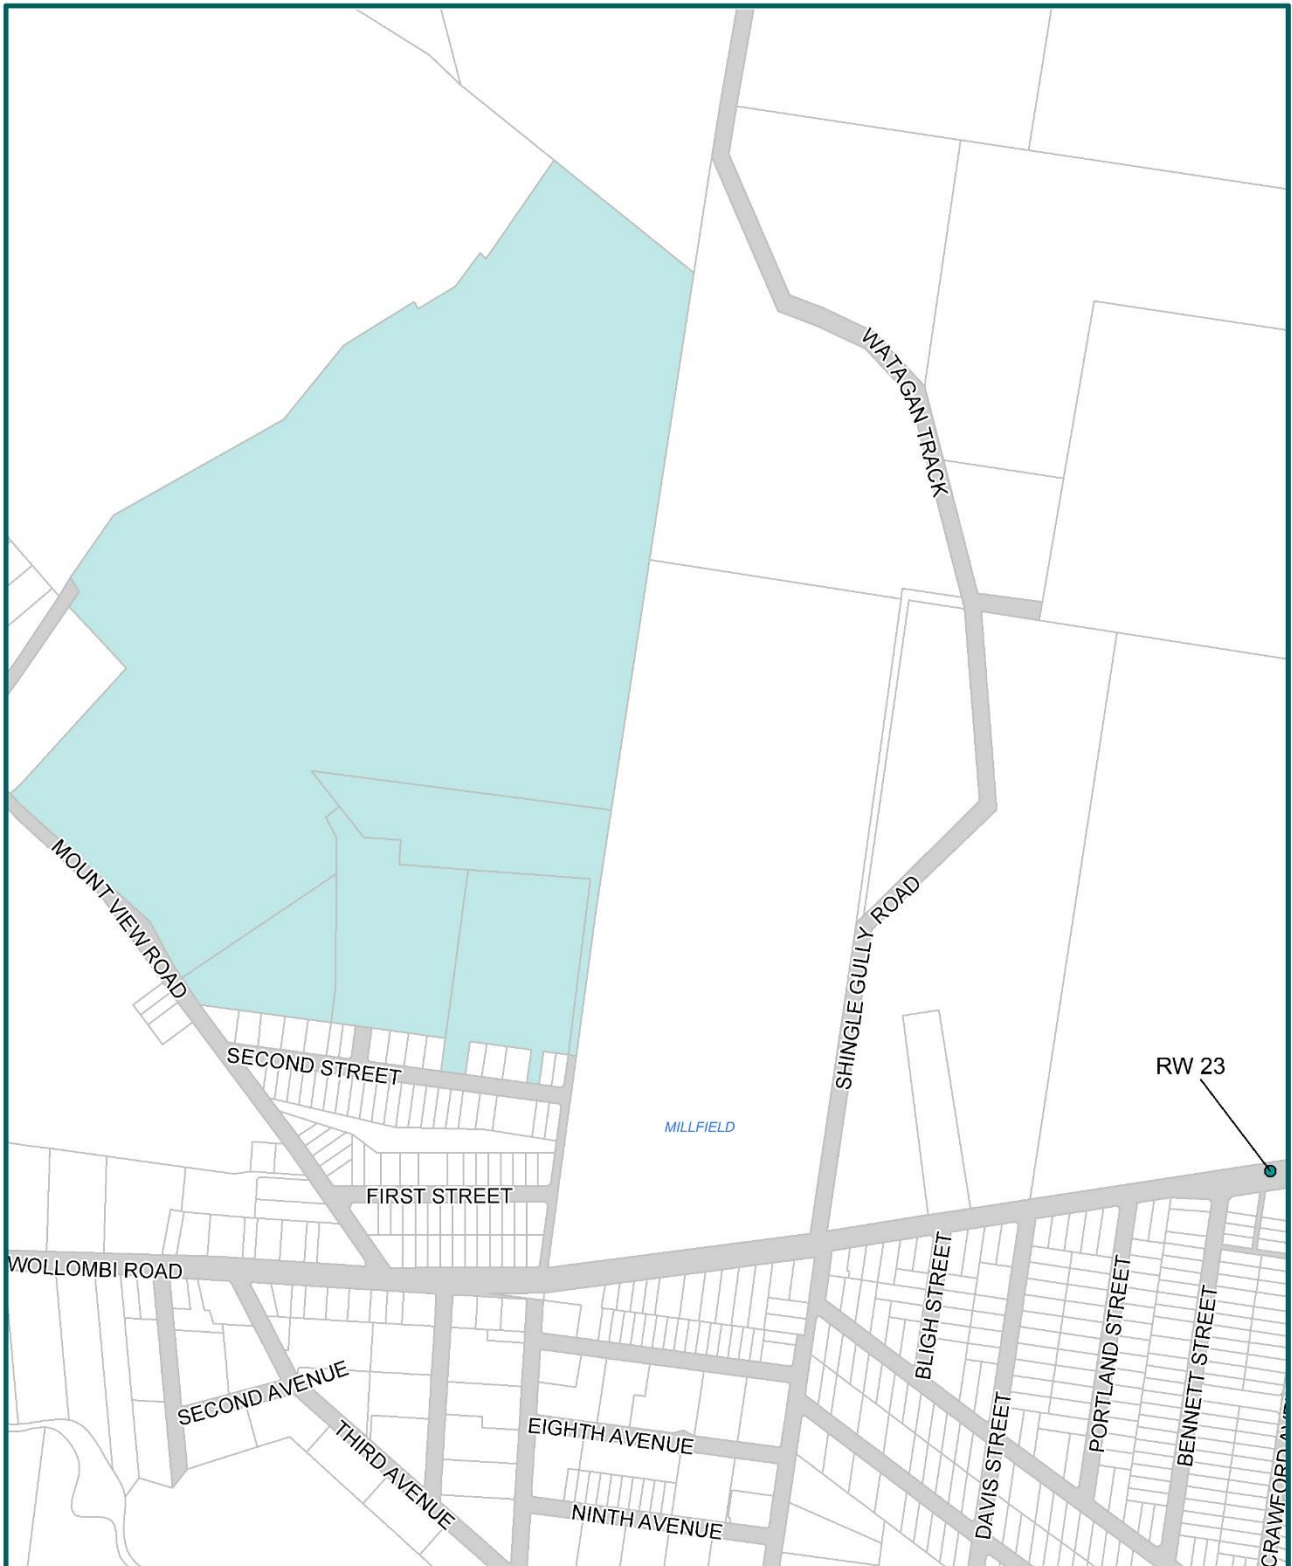 WATAGAN TRACK
MOUNT VIEW ROAD
SHINGLE GULLY ROAD
SECOND STREET
RW 23
MILLFIELD
FIRST STREET
WOLLOMBI ROAD
BLIGH STREET
PORTLAND STREET
BENNETT STREET
SECOND AVENUE
DAVIS STREET
THIRD AVENUE
EIGHTH AVENUE
NINTH AVENUE
CRAWFORD